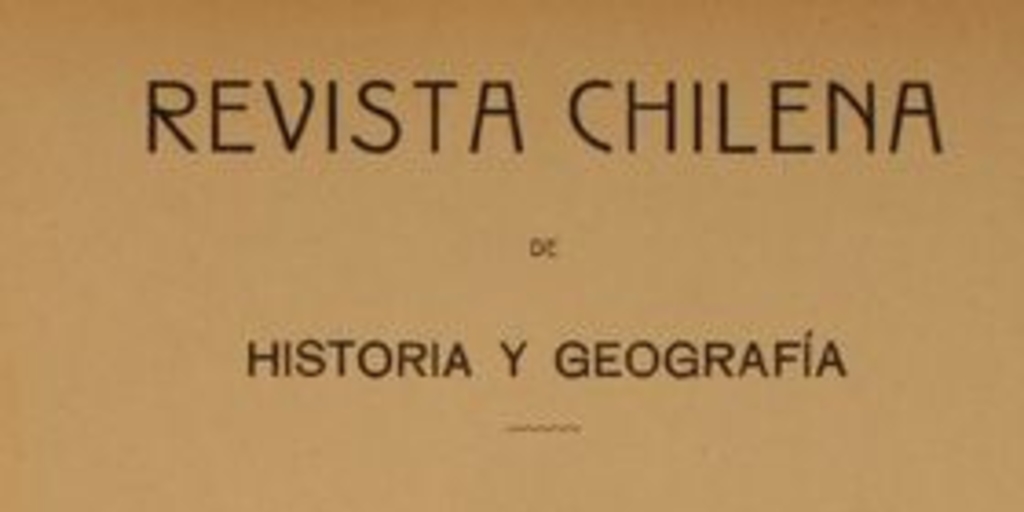 REVISTA CHILENA
DE
HISTORIA Y GEOGRAFÍA